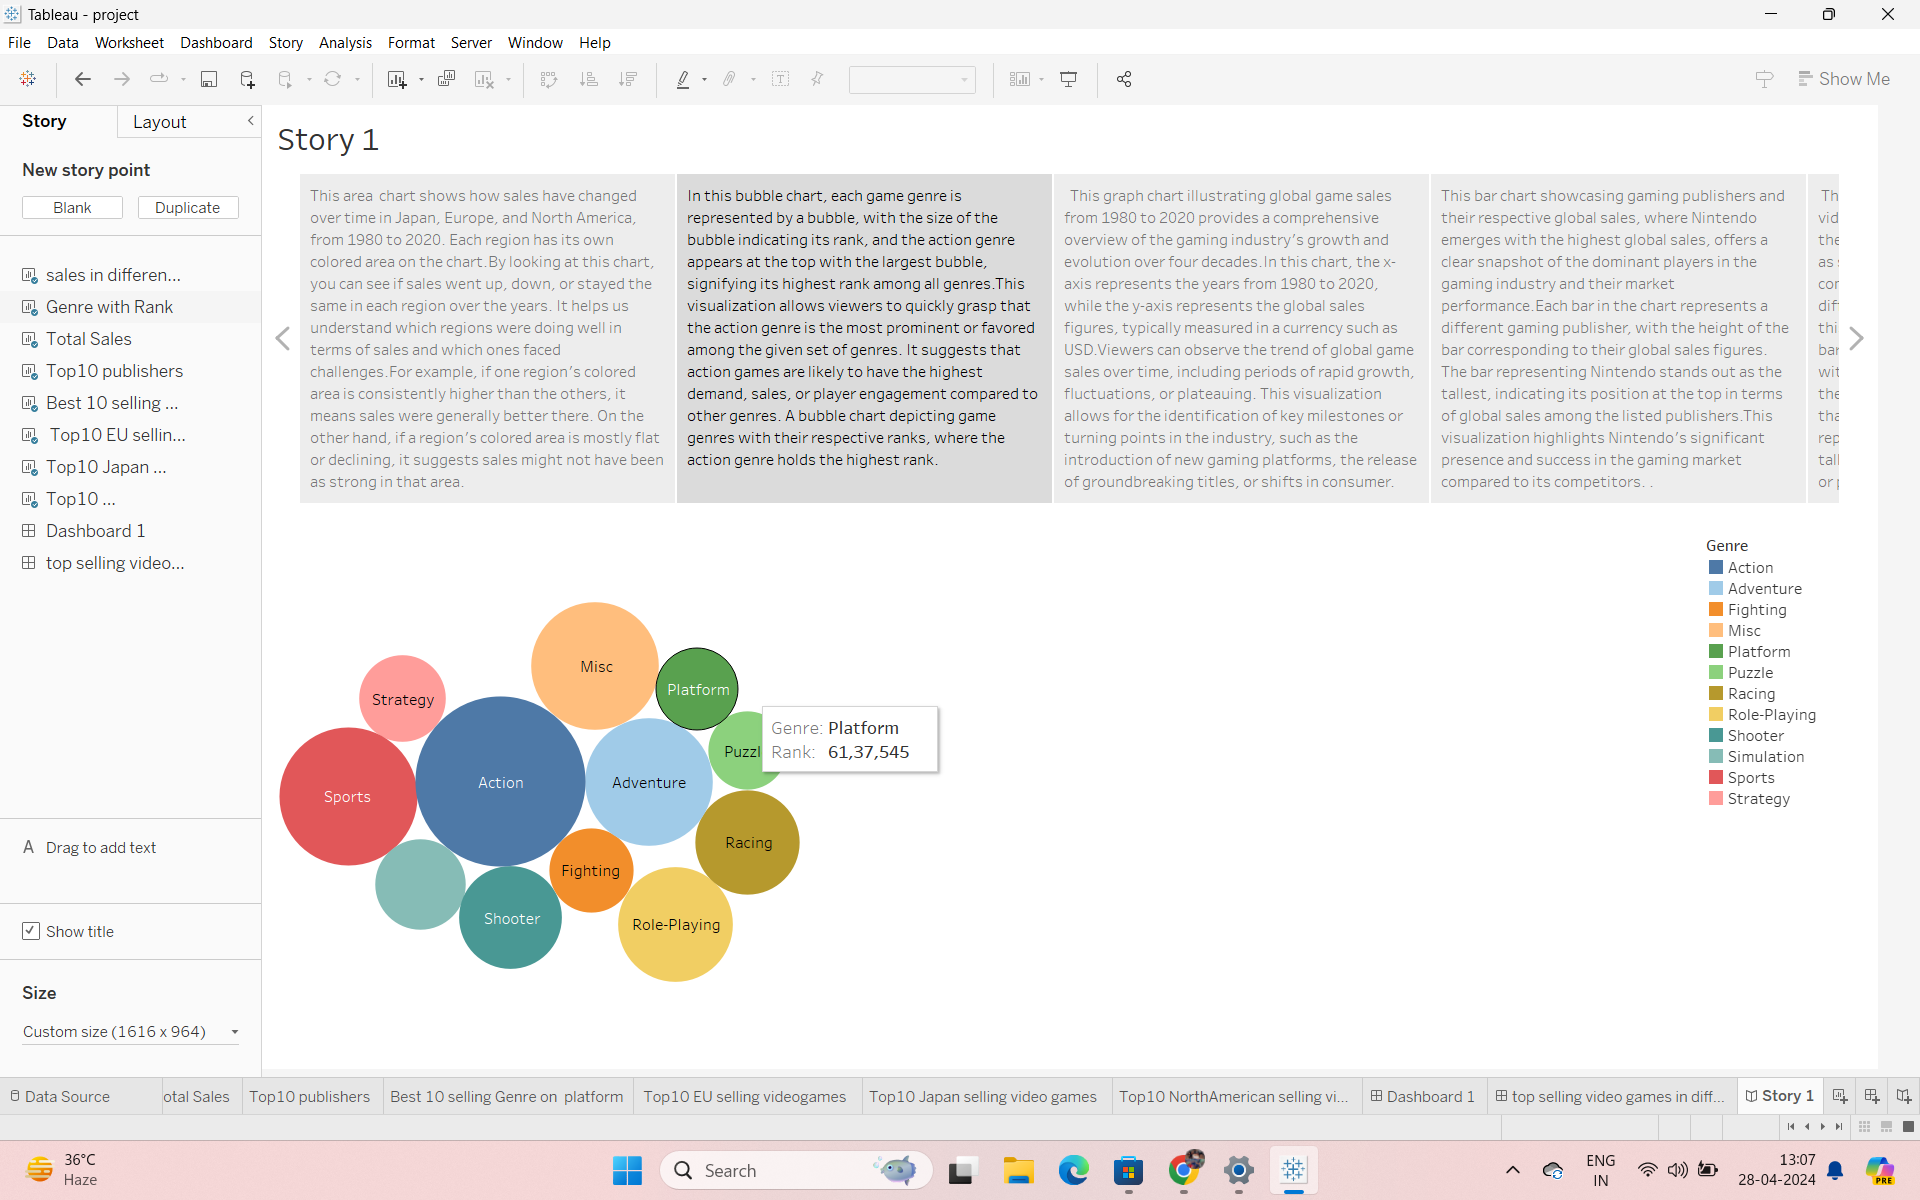 Tableau - project
File Data Worksheet Dashboard Story Analysis Format Server Window Help
Show Me
Story Layout
New story point
Blank Duplicate
sales in differen...
Genre with Rank
Total Sales
Top10 publishers
Best 10 selling ...
Top10 EU sellin...
Top10 Japan ...
Top10 ...
Dashboard 1
top selling video...
A Drag to add text
Show title
Size
Custom size (1616 x 964)
Story 1
This area chart shows how sales have changed
over time in Japan, Europe, and North America,
from 1980 to 2020. Each region has its own
colored area on the chart.By looking at this chart,
you can see if sales went up, down, or stayed the
same in each region over the years. It helps us
understand which regions were doing well in
terms of sales and which ones faced
challenges.For example, if one region's colored
area is consistently higher than the others, it
means sales were generally better there. On the
other hand, if a region's colored area is mostly flat
or declining, it suggests sales might not have been
as strong in that area.
In this bubble chart, each game genre is
represented by a bubble, with the size of the
bubble indicating its rank, and the action genre
appears at the top with the largest bubble,
signifying its highest rank among all genres.This
visualization allows viewers to quickly grasp that
the action genre is the most prominent or favored
among the given set of genres. It suggests that
action games are likely to have the highest
demand, sales, or player engagement compared to
other genres. A bubble chart depicting game
genres with their respective ranks, where the
action genre holds the highest rank.
This graph chart illustrating global game sales
from 1980 to 2020 provides a comprehensive
overview of the gaming industry's growth and
evolution over four decades.In this chart, the x-
axis represents the years from 1980 to 2020,
while the y-axis represents the global sales
figures, typically measured in a currency such as
USD.Viewers can observe the trend of global game
sales over time, including periods of rapid growth,
fluctuations, or plateauing. This visualization
allows for the identification of key milestones or
turning points in the industry, such as the
introduction of new gaming platforms, the release
of groundbreaking titles, or shifts in consumer.
This bar chart showcasing gaming publishers and
their respective global sales, where Nintendo
emerges with the highest global sales, offers a
clear snapshot of the dominant players in the
gaming industry and their market
performance.Each bar in the chart represents a
different gaming publisher, with the height of the
bar corresponding to their global sales figures.
The bar representing Nintendo stands out as the
tallest, indicating its position at the top in terms
of global sales among the listed publishers.This
visualization highlights Nintendo's significant
presence and success in the gaming market
compared to its competitors. .
Misc
Platform
Strategy
Genre: Platform
Rank: 61,37,545
Puzzl
Action
Adventure
Sports
Racing
Fighting
Shooter
Role-Playing
Genre
Action
Adventure
Fighting
Misc
Platform
Puzzle
Racing
Role-Playing
Shooter
Simulation
Sports
Strategy
Data Source otal Sales Top10 publishers Best 10 selling Genre on platform Top10 EU selling videogames Top10 Japan selling video games Top10 NorthAmerican selling vi... Dashboard 1 top selling video games in diff... Story 1
36°C
Haze
Search
ENG
IN
13:07
28-04-2024
PRE